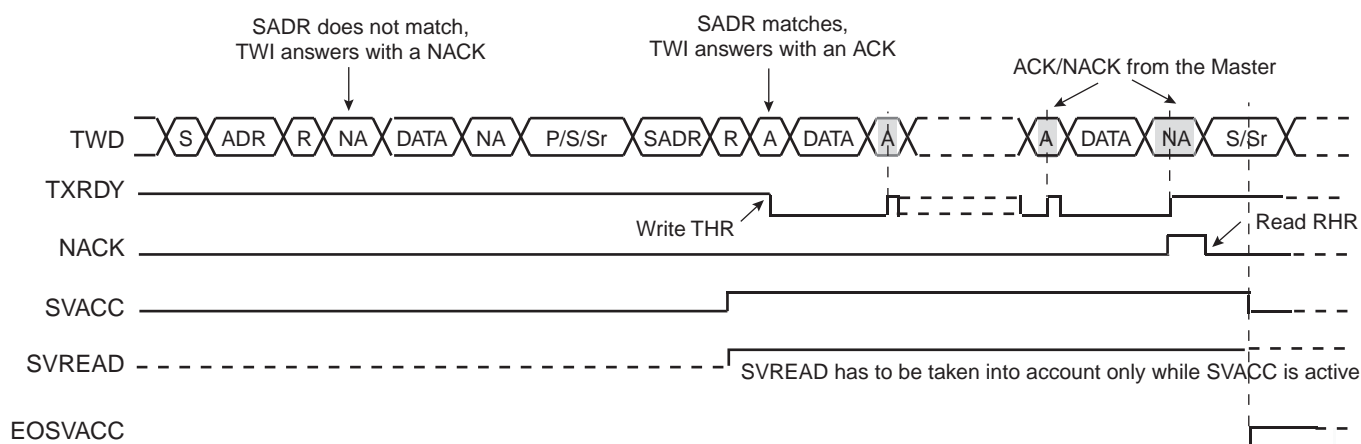 SADR does not match,
TWI answers with a NACK
SADR matches,
TWI answers with an ACK
ACK/NACK from the Master
TWD S ADR R NA DATA NA P/S/Sr SADR R A DATA A A DATA NA S/Sr
TXRDY
Write THR
Read RHR
NACK
SVACC
SVREAD
SVREAD has to be taken into account only while SVACC is active
EOSVACC